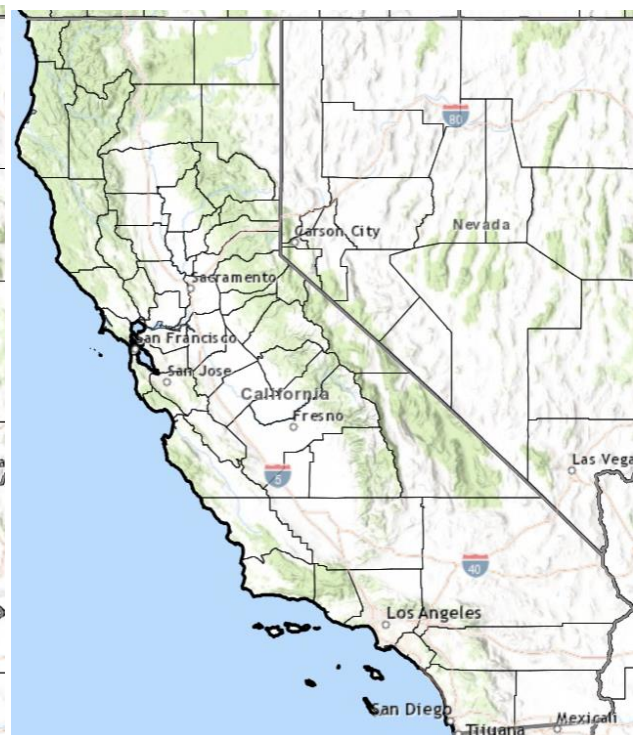 80
Carson City
Nevada
Sacramento
San Francisco
San Jose
California
Fresno
Las Vega
5
40
Los Angeles
San Diego
Tijuana
Mexicali